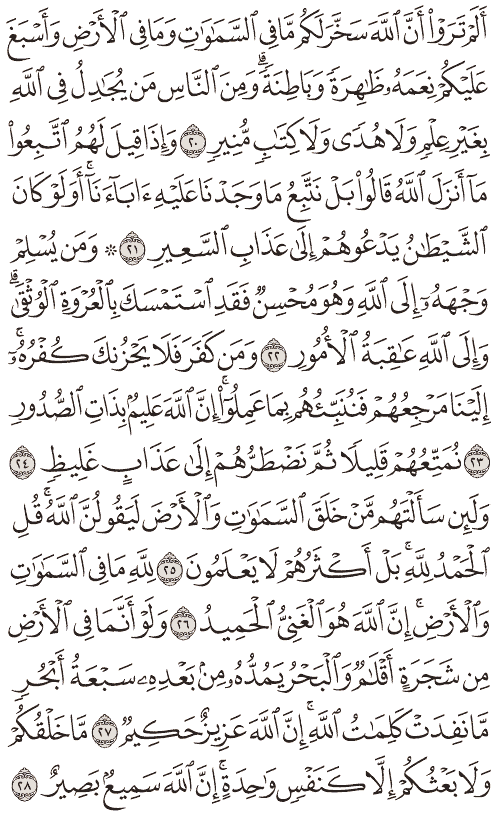 أَلَمْ تَرَوْا۟ أَنَّ ٱللَّهَ سَخَّرَ لَكُم مَّا فِى ٱلسَّمَـٰوَٰتِ وَمَا فِى ٱلْأَرْضِ وَأَسْبَغَ
عَلَيْكُمْ نِعَمَهُۥ ظَـٰهِرَةً وَبَاطِنَةً ۗ وَمِنَ ٱلنَّاسِ مَن يُجَـٰدِلُ فِى ٱللَّهِ
بِغَيْرِ عِلْمٍ وَلَا هُدًى وَلَا كِتَـٰبٍ مُّنِيرٍ ٢٠ وَإِذَا قِيلَ لَهُمُ ٱتَّبِعُوا۟
مَآ أَنزَلَ ٱللَّهُ قَالُوا۟ بَلْ نَتَّبِعُ مَا وَجَدْنَا عَلَيْهِ ءَابَآءَنَآ ۚ أَوَلَوْ كَانَ
ٱلشَّيْطَـٰنُ يَدْعُوهُمْ إِلَىٰ عَذَابِ ٱلسَّعِيرِ ٢١ ۞ وَمَن يُسْلِمْ
وَجْهَهُۥٓ إِلَى ٱللَّهِ وَهُوَ مُحْسِنٌ فَقَدِ ٱسْتَمْسَكَ بِٱلْعُرْوَةِ ٱلْوُثْقَىٰ ۗ
وَإِلَى ٱللَّهِ عَـٰقِبَةُ ٱلْأُمُورِ ٢٢ وَمَن كَفَرَ فَلَا يَحْزُنكَ كُفْرُهُۥٓ ۚ
إِلَيْنَا مَرْجِعُهُمْ فَنُنَبِّئُهُم بِمَا عَمِلُوٓا۟ ۚ إِنَّ ٱللَّهَ عَلِيمٌۢ بِذَاتِ ٱلصُّدُورِ
٢٣ نُمَتِّعُهُمْ قَلِيلًا ثُمَّ نَضْطَرُّهُمْ إِلَىٰ عَذَابٍ غَلِيظٍ ٢٤
وَلَئِن سَأَلْتَهُم مَّنْ خَلَقَ ٱلسَّمَـٰوَٰتِ وَٱلْأَرْضَ لَيَقُولُنَّ ٱللَّهُ ۚ قُلِ
ٱلْحَمْدُ لِلَّهِ ۚ بَلْ أَكْثَرُهُمْ لَا يَعْلَمُونَ ٢٥ لِلَّهِ مَا فِى ٱلسَّمَـٰوَٰتِ
وَٱلْأَرْضِ ۚ إِنَّ ٱللَّهَ هُوَ ٱلْغَنِىُّ ٱلْحَمِيدُ ٢٦ وَلَوْ أَنَّمَا فِى ٱلْأَرْضِ
مِن شَجَرَةٍ أَقْلَـٰمٌ وَٱلْبَحْرُ يَمُدُّهُۥ مِنۢ بَعْدِهِۦ سَبْعَةُ أَبْحُرٍ
مَّا نَفِدَتْ كَلِمَـٰتُ ٱللَّهِ ۗ إِنَّ ٱللَّهَ عَزِيزٌ حَكِيمٌ ٢٧ مَّا خَلْقُكُمْ
وَلَا بَعْثُكُمْ إِلَّا كَنَفْسٍ وَٰحِدَةٍ ۗ إِنَّ ٱللَّهَ سَمِيعٌۢ بَصِيرٌ ٢٨